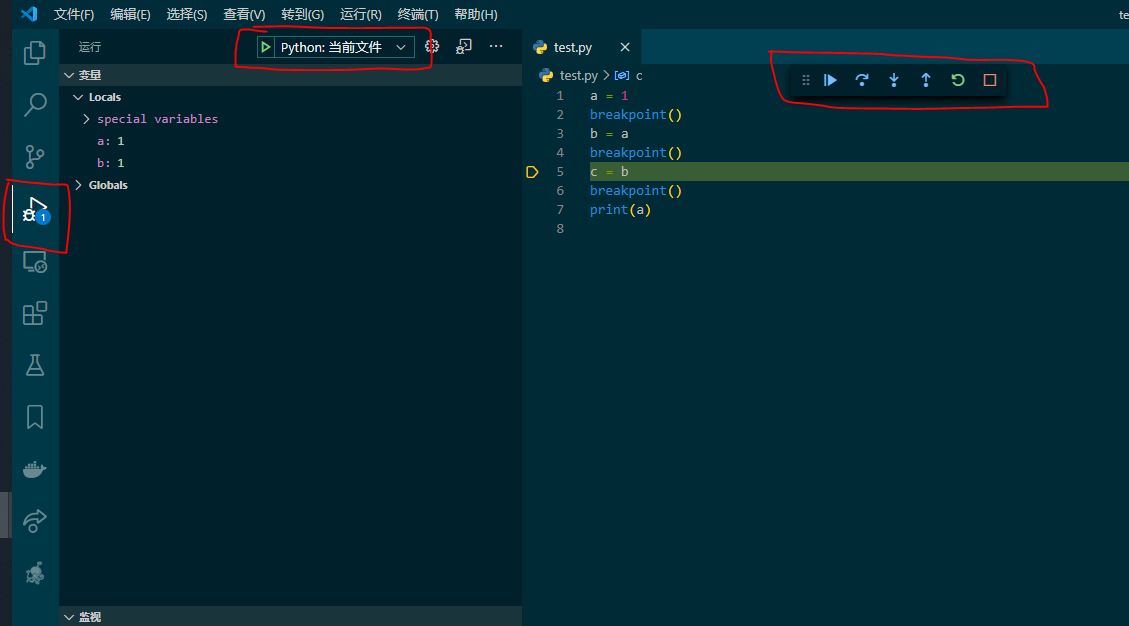 文件(F) 编辑(E) 选择(S) 查看(V) 转到(G) 运行(R) 终端(T) 帮助(H) te
运行 Python: 当前文件
变量
Locals
special variables
a: 1
b: 1
Globals
1
监视
test.py
test.py > c
1 a = 1
2 breakpoint()
3 b = a
4 breakpoint()
5 c = b
6 breakpoint()
7 print(a)
8